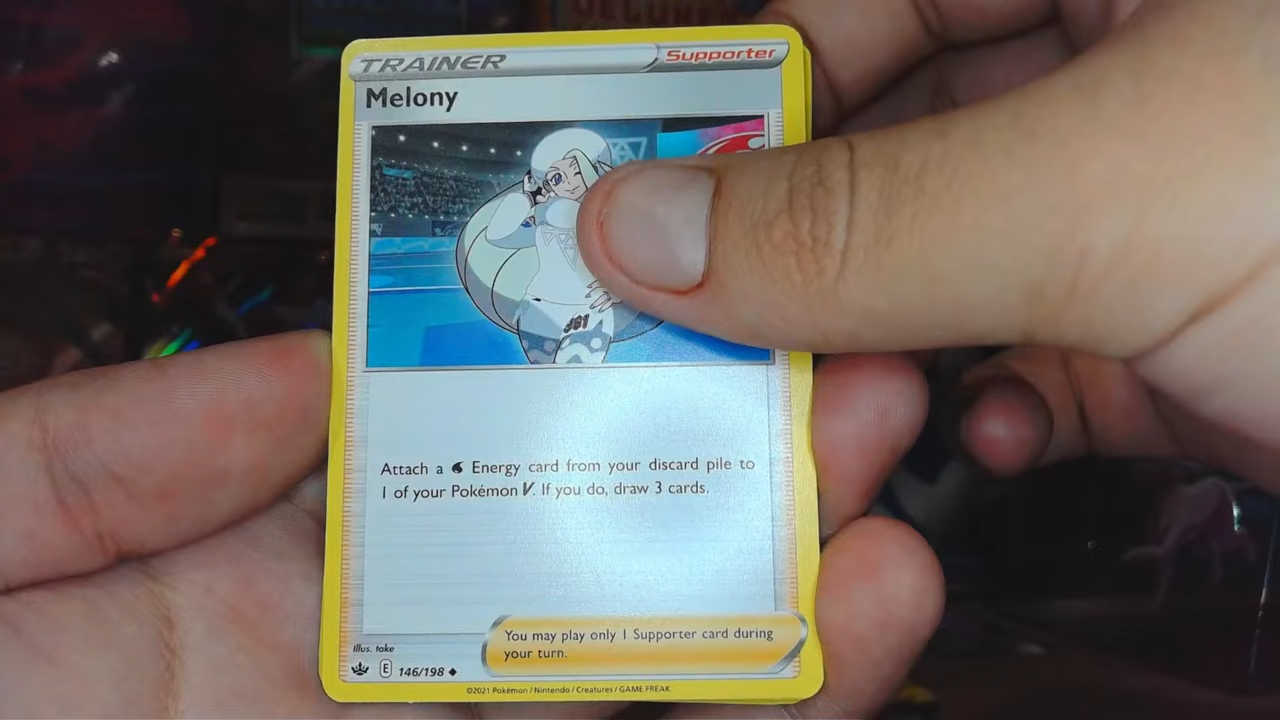 TRAINER
Supporter
Melony
361
Attach a Energy card from your discard pile to
1 of your Pokémon V. If you do, draw 3 cards.
You may play only 1 Supporter card during
your turn.
Illus. take
E 146/198
©2021 Pokémon / Nintendo / Creatures / GAME FREAK